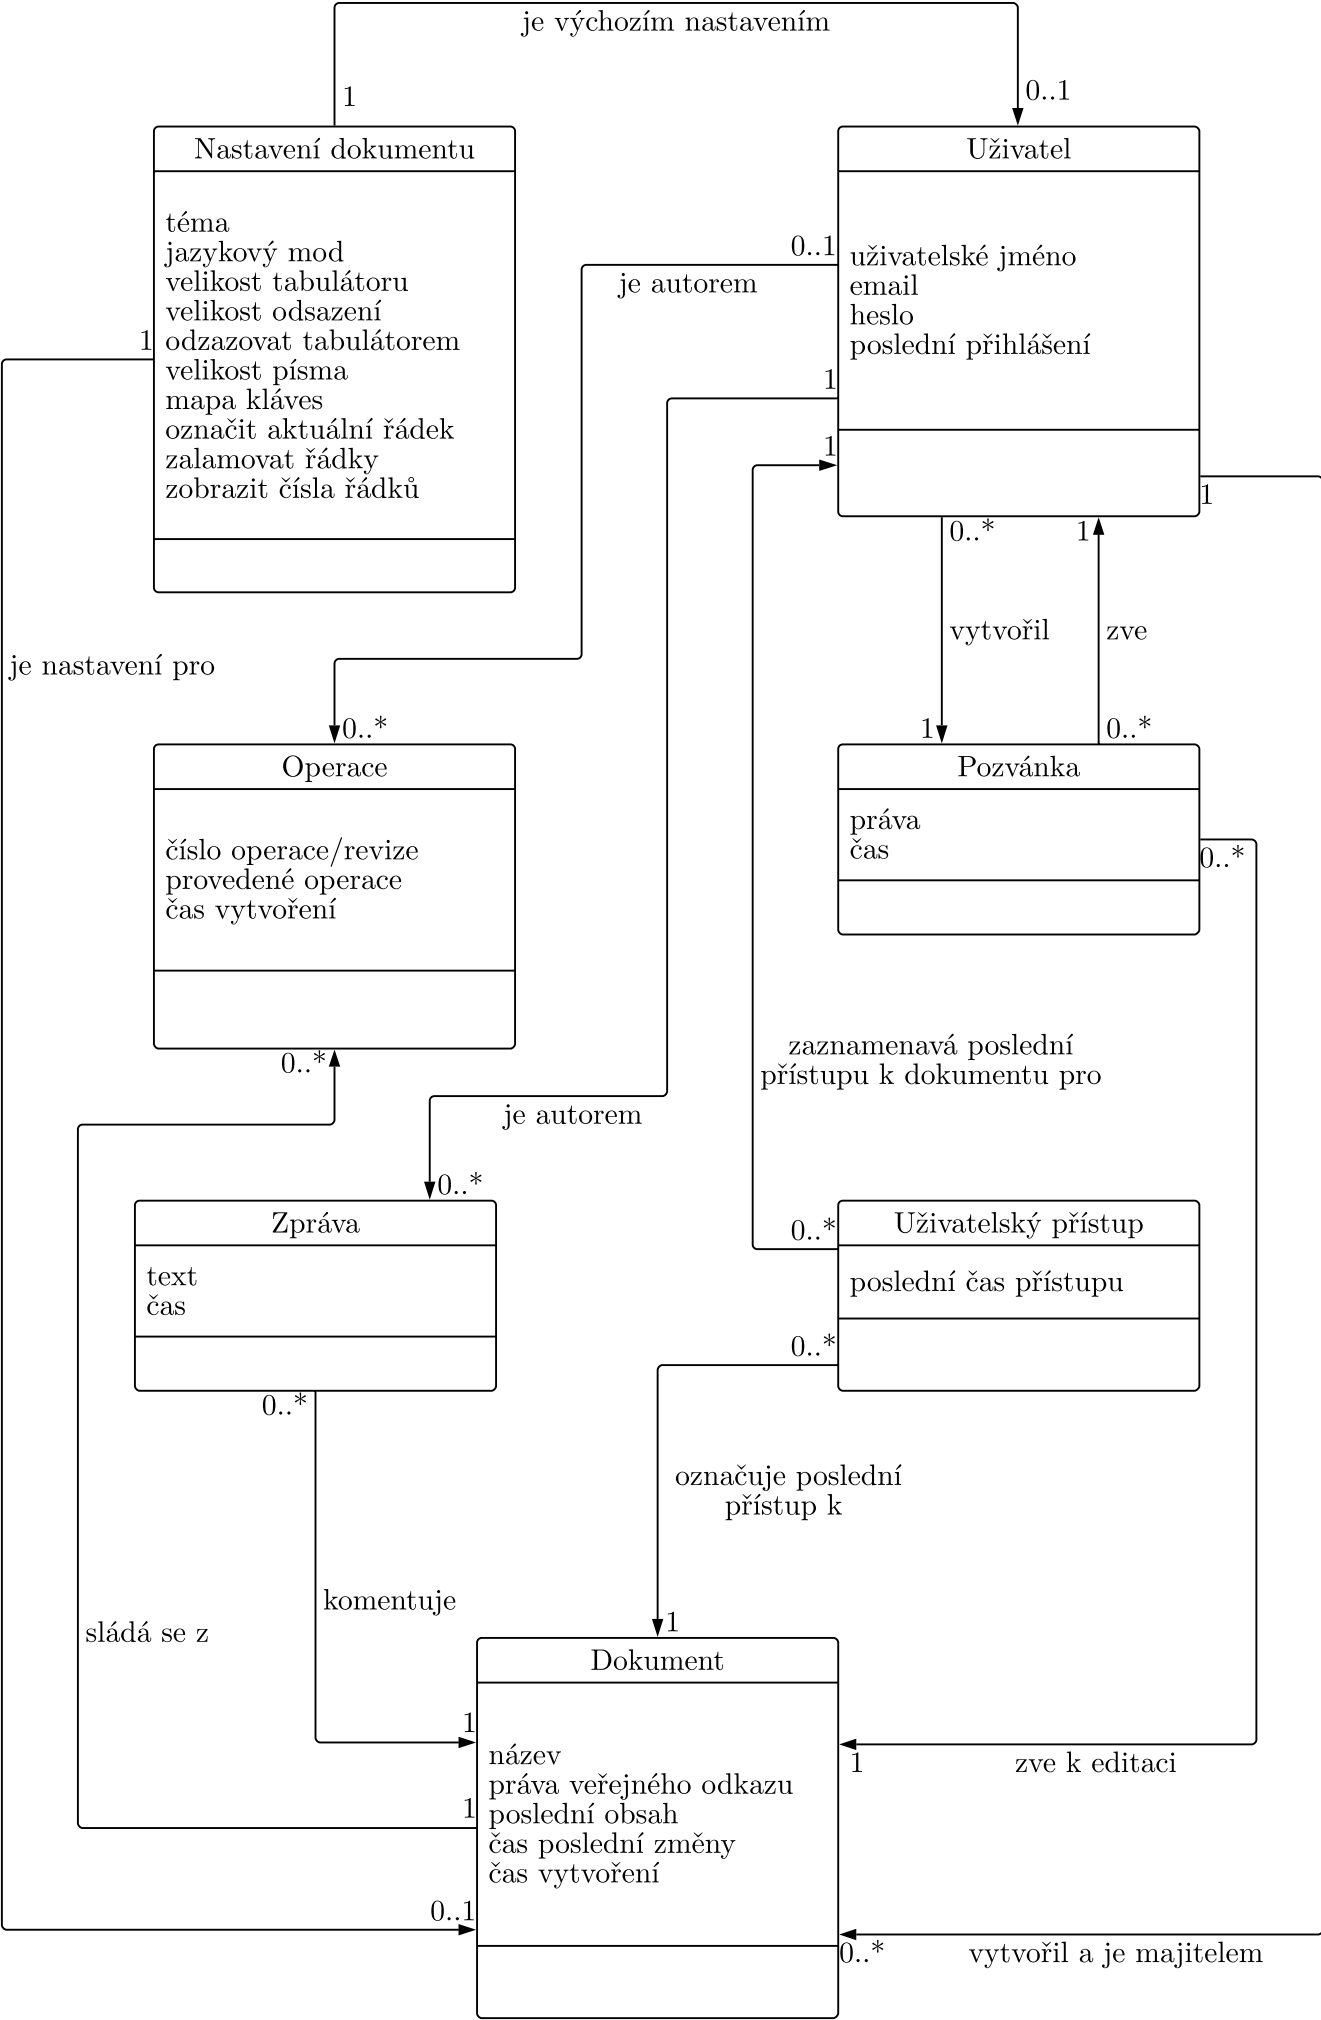 je výchozím nastavením
1
0..1
Nastavení dokumentu
téma
jazykový mod
velikost tabulátoru
velikost odsazení
odzazovat tabulátorem
velikost písma
mapa kláves
označit aktuální řádek
zalamovat řádky
zobrazit čísla řádků
1
Uživatel
uživatelské jméno
email
heslo
poslední přihlášení
0..1
je autorem
1
1
1
0..*
1
vytvořil
zve
je nastavení pro
0..*
1
0..*
Operace
číslo operace/revize
provedené operace
čas vytvoření
Pozvánka
práva
čas
0..*
0..*
zaznamenavá poslední
přístupu k dokumentu pro
je autorem
0..*
Zpráva
text
čas
0..*
Uživatelský přístup
poslední čas přístupu
0..*
0..*
označuje poslední
přístup k
komentuje
sládá se z
1
Dokument
název
práva veřejného odkazu
poslední obsah
čas poslední změny
čas vytvoření
1
1
0..1
1
zve k editaci
0..*
vytvořil a je majitelem